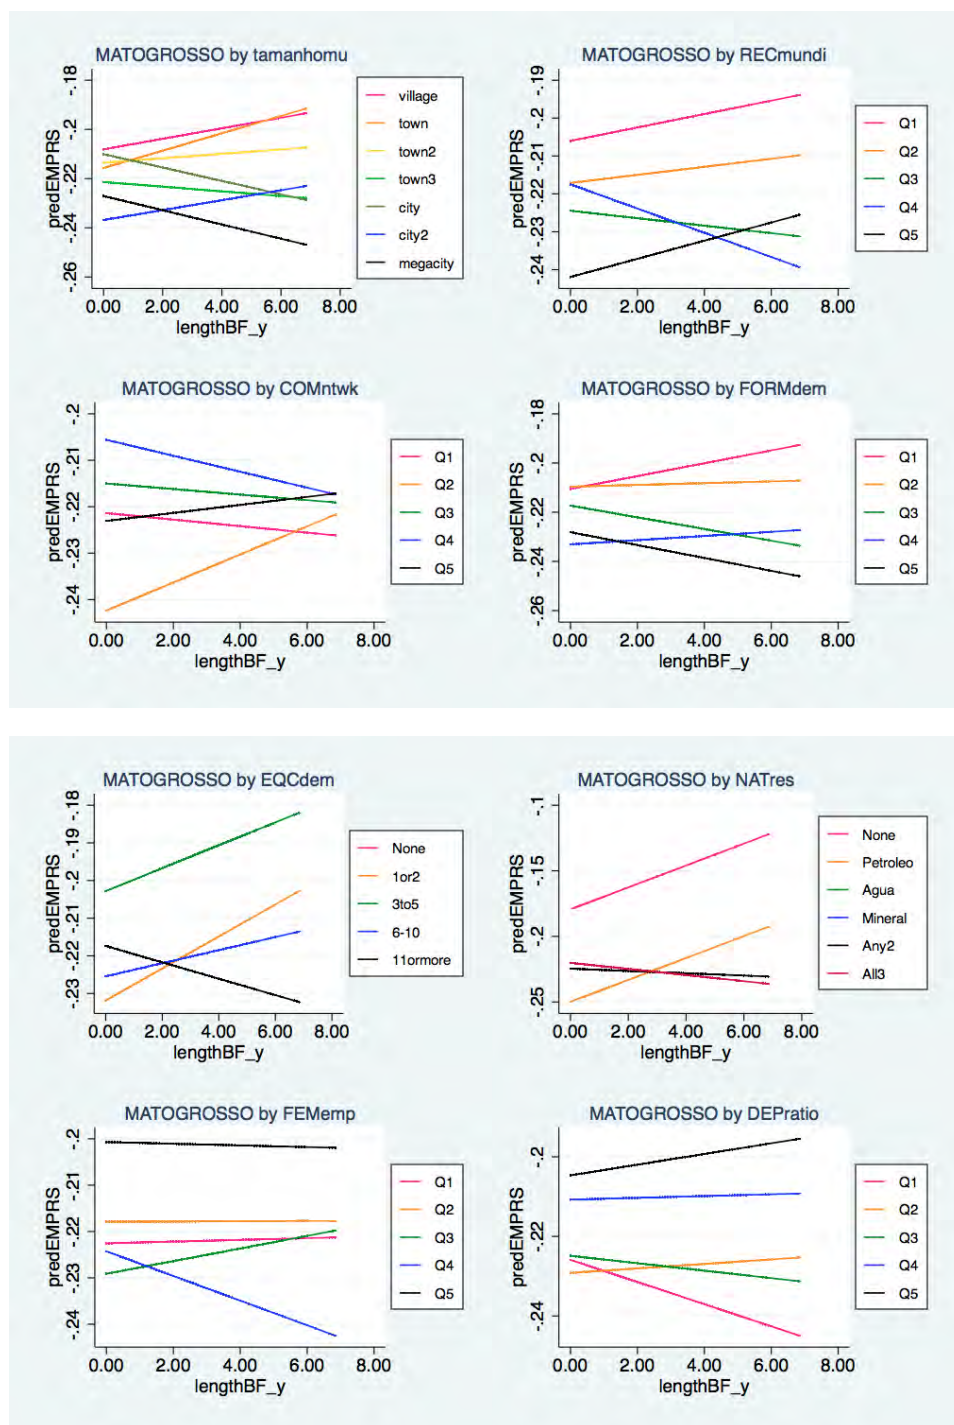 MATOGROSSO by tamanhomu
predEMPRS
-.18
-.2
-.22
-.24
-.26
0.00 2.00 4.00 6.00 8.00
lengthBF_y
village
town
town2
town3
city
city2
megacity
MATOGROSSO by RECmundi
predEMPRS
-.19
-.2
-.21
-.22
-.23
-.24
0.00 2.00 4.00 6.00 8.00
lengthBF_y
Q1
Q2
Q3
Q4
Q5
MATOGROSSO by COMntwk
predEMPRS
-.2
-.21
-.22
-.23
-.24
0.00 2.00 4.00 6.00 8.00
lengthBF_y
Q1
Q2
Q3
Q4
Q5
MATOGROSSO by FORMdem
predEMPRS
-.18
-.2
-.22
-.24
-.26
0.00 2.00 4.00 6.00 8.00
lengthBF_y
Q1
Q2
Q3
Q4
Q5
MATOGROSSO by EQCdem
predEMPRS
-.18
-.19
-.2
-.21
-.22
-.23
0.00 2.00 4.00 6.00 8.00
lengthBF_y
None
1or2
3to5
6-10
11ormore
MATOGROSSO by NATres
predEMPRS
-.1
-.15
-.2
-.25
0.00 2.00 4.00 6.00 8.00
lengthBF_y
None
Petroleo
Agua
Mineral
Any2
All3
MATOGROSSO by FEMemp
predEMPRS
-.2
-.21
-.22
-.23
-.24
0.00 2.00 4.00 6.00 8.00
lengthBF_y
Q1
Q2
Q3
Q4
Q5
MATOGROSSO by DEPratio
predEMPRS
-.2
-.22
-.24
0.00 2.00 4.00 6.00 8.00
lengthBF_y
Q1
Q2
Q3
Q4
Q5